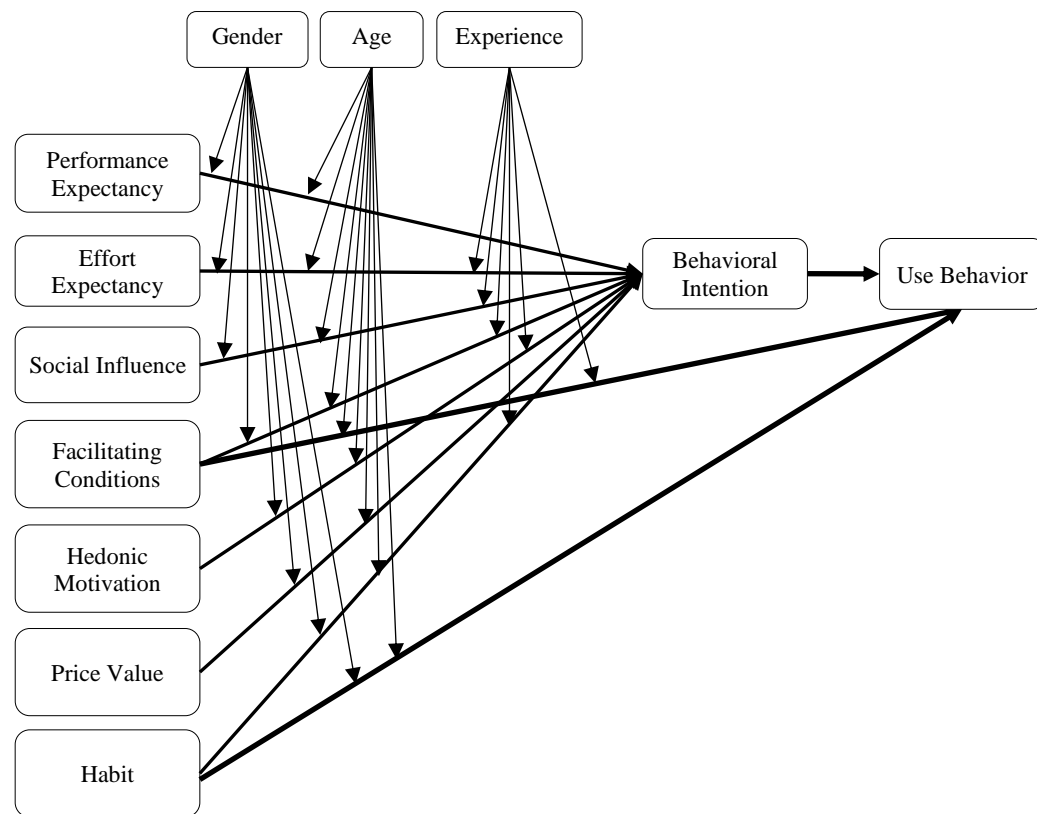 Gender
Age
Experience
Performance
Expectancy
Effort
Expectancy
Social Influence
Facilitating
Conditions
Hedonic
Motivation
Price Value
Habit
Behavioral
Intention
Use Behavior